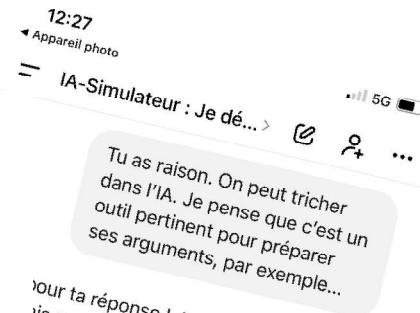 12:27
◀ Appareil photo
5G
IA-Simulateur : Je dé... >
Tu as raison. On peut tricher
dans l'IA. Je pense que c'est un
outil pertinent pour préparer
ses arguments, par exemple...
pour ta réponse